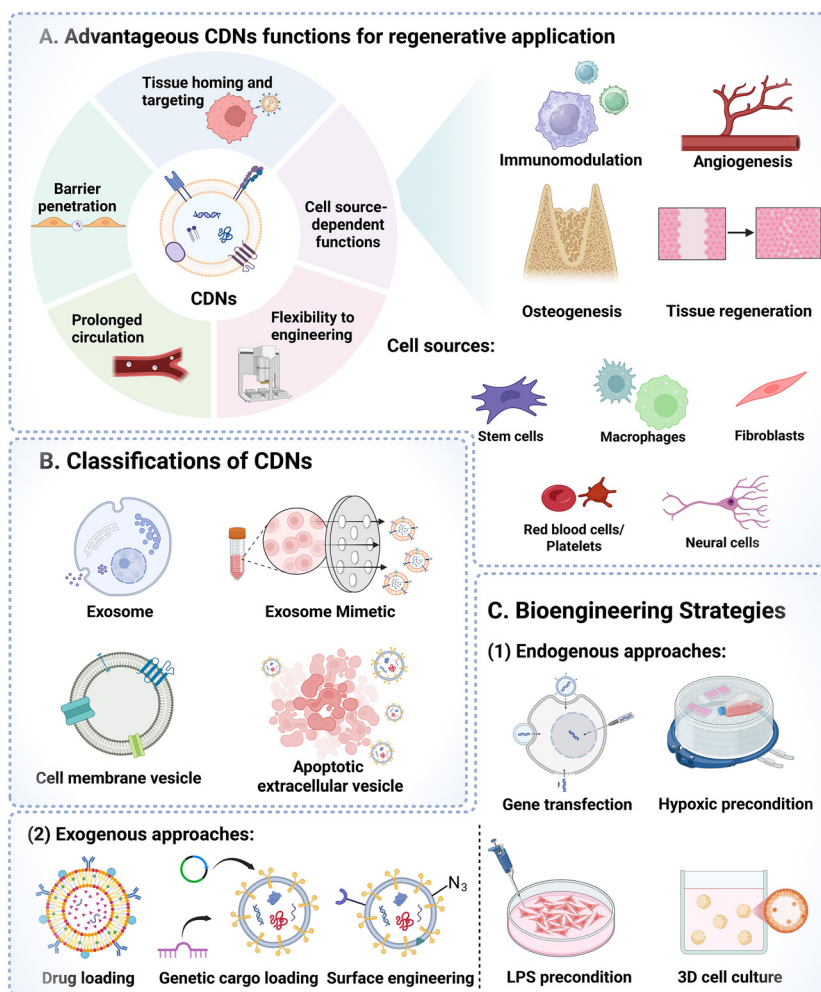 A. Advantageous CDNs functions for regenerative application
Tissue homing and
targeting
Barrier
penetration
Cell source-
dependent
functions
CDNs
Prolonged
circulation
Flexibility to
engineering
Immunomodulation
Angiogenesis
Osteogenesis
Tissue regeneration
Cell sources:
Stem cells
Macrophages
Fibroblasts
Red blood cells/
Platelets
Neural cells
B. Classifications of CDNs
Exosome
Exosome Mimetic
Cell membrane vesicle
Apoptotic
extracellular vesicle
C. Bioengineering Strategies
(1) Endogenous approaches:
Gene transfection
Hypoxic precondition
LPS precondition
3D cell culture
(2) Exogenous approaches:
N3
Drug loading
Genetic cargo loading
Surface engineering